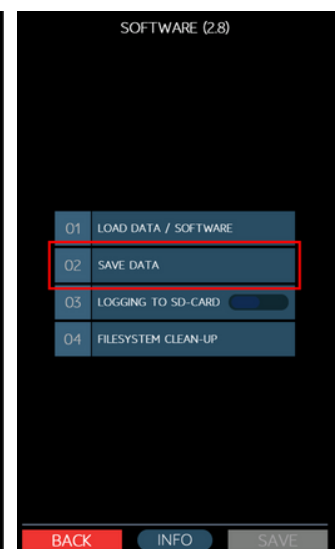 SOFTWARE (2.8)
01 LOAD DATA / SOFTWARE
02 SAVE DATA
03 LOGGING TO SD-CARD
04 FILESYSTEM CLEAN-UP
BACK INFO SAVE